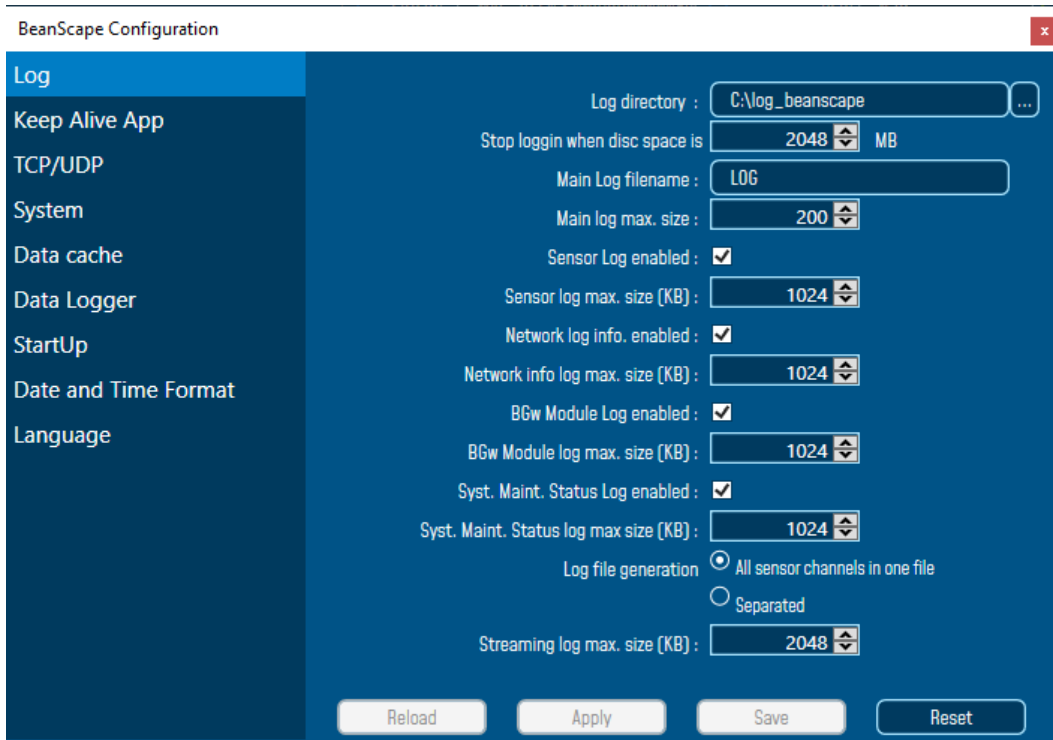 BeanScape Configuration
x
Log
Keep Alive App
TCP/UDP
System
Data cache
Data Logger
StartUp
Date and Time Format
Language
Log directory : C:\log_beanscape ...
Stop loggin when disc space is 2048 MB
Main Log filename : LOG
Main log max. size : 200
Sensor Log enabled :
Sensor log max. size (KB) : 1024
Network log info. enabled :
Network info log max. size (KB) : 1024
BGw Module Log enabled :
BGw Module log max. size (KB) : 1024
Syst. Maint. Status Log enabled :
Syst. Maint. Status log max size (KB) : 1024
Log file generation All sensor channels in one file
Separated
Streaming log max. size (KB) : 2048
Reload Apply Save Reset